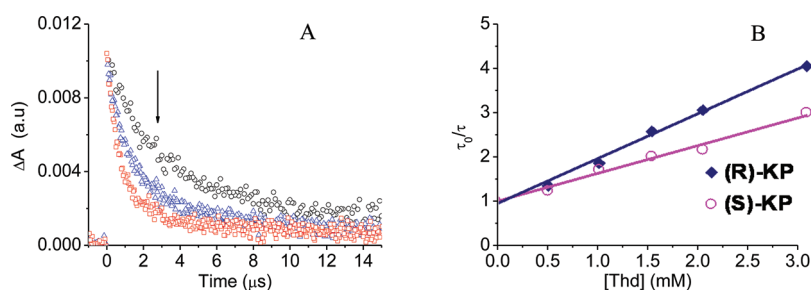 A
0.012
0.008
0.004
0.000
ΔA (a.u)
0 2 4 6 8 10 12 14
Time (μs)
B
5
4
3
2
1
0
τ₀/τ
(R)-KP
(S)-KP
0.0 0.5 1.0 1.5 2.0 2.5 3.0
[Thd] (mM)